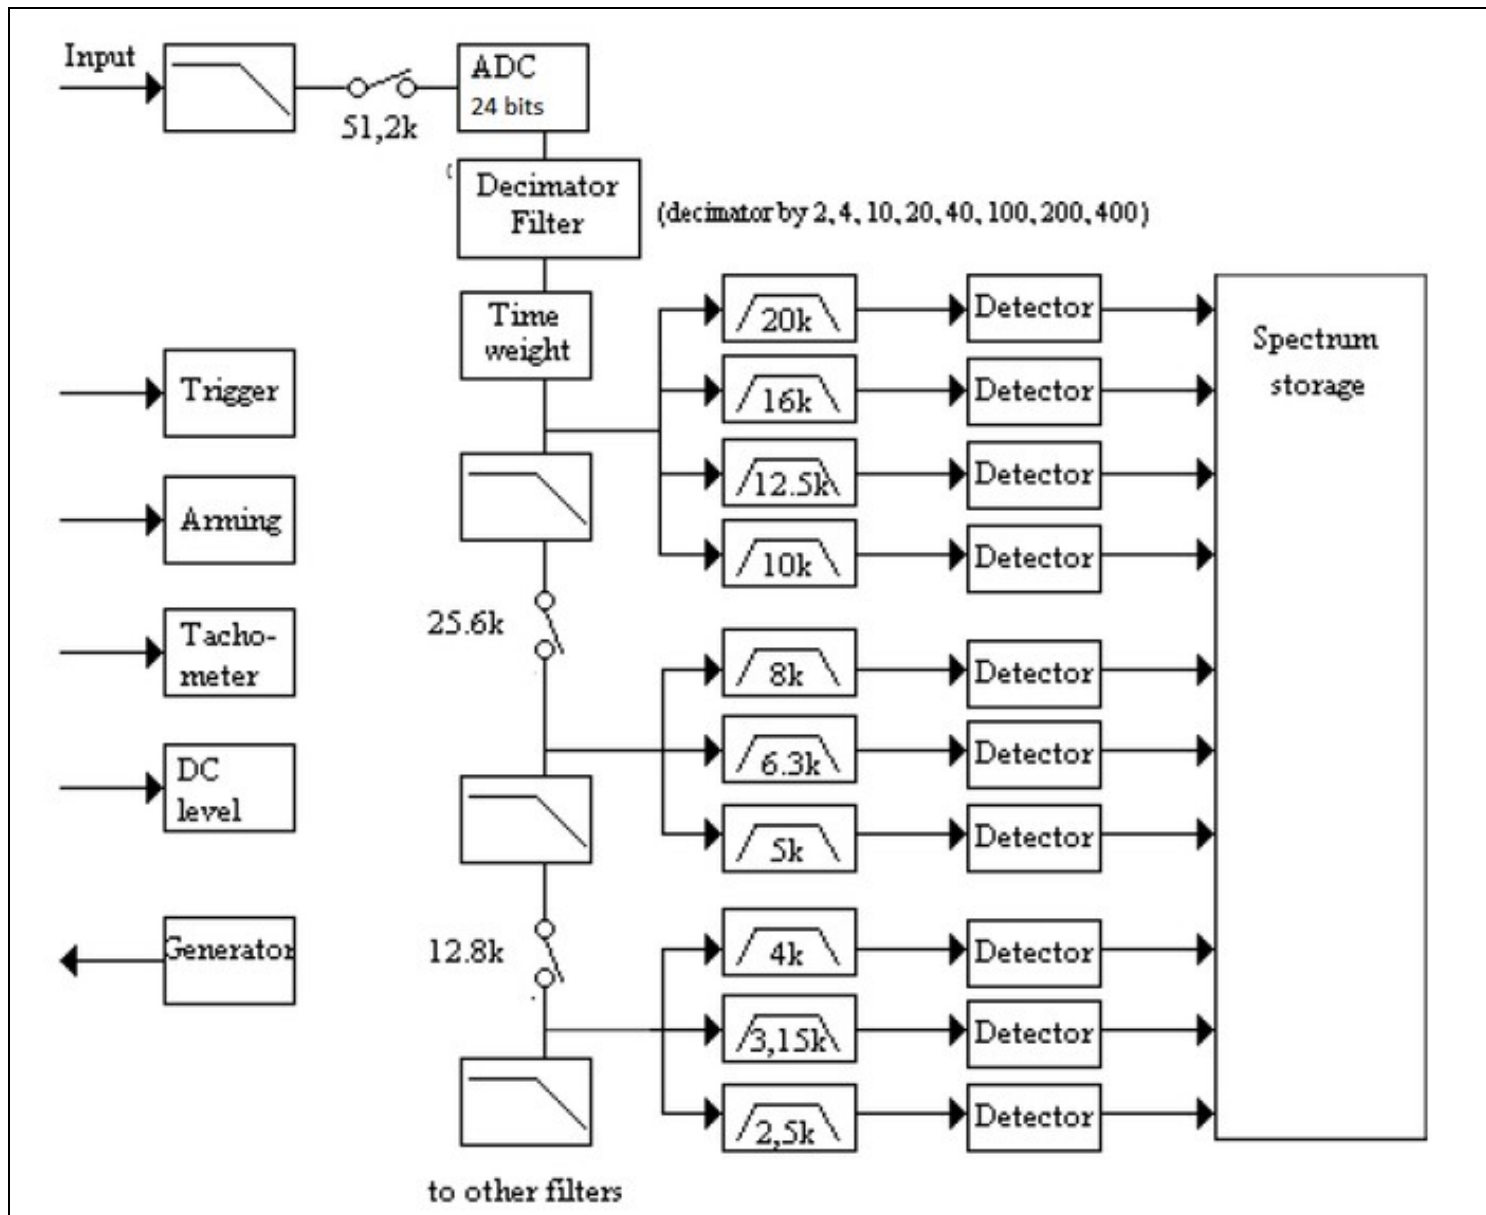 Input
ADC
24 bits
51,2k
(
Decimator
Filter
(decimator by 2, 4, 10, 20, 40, 100, 200, 400)
Time
weight
20k
Detector
Spectrum
storage
16k
Detector
Trigger
12.5k
Detector
Arming
10k
Detector
25.6k
Tacho-
meter
8k
Detector
6.3k
Detector
DC
level
5k
Detector
Generator
12.8k
4k
Detector
3,15k
Detector
2,5k
Detector
to other filters